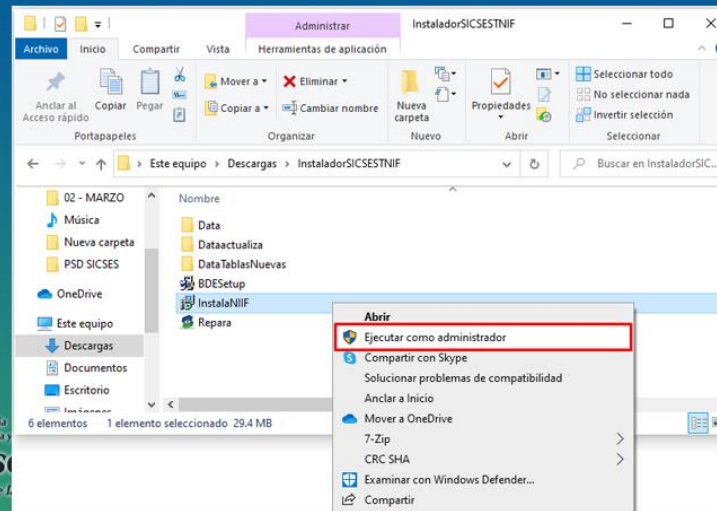 Administrar InstaladorSICSESTNIF
Archivo Inicio Compartir Vista Herramientas de aplicación
Anclar al Acceso rápido
Copiar
Pegar
Mover a
Copiar a
Eliminar
Cambiar nombre
Nueva carpeta
Propiedades
Seleccionar todo
No seleccionar nada
Invertir selección
Portapapeles Organizar Nuevo Abrir Seleccionar
Este equipo > Descargas > InstaladorSICSESTNIF
Buscar en InstaladorSIC...
02 - MARZO
Música
Nueva carpeta
PSD SICSES
OneDrive
Este equipo
Descargas
Documentos
Escritorio
Nombre
Data
Dataactualiza
DataTablasNuevas
BDESetup
InstalaNIIF
Repara
Abrir
Ejecutar como administrador
Compartir con Skype
Solucionar problemas de compatibilidad
Anclar a Inicio
Mover a OneDrive
7-Zip
CRC SHA
Examinar con Windows Defender...
Compartir
6 elementos 1 elemento seleccionado 29.4 MB